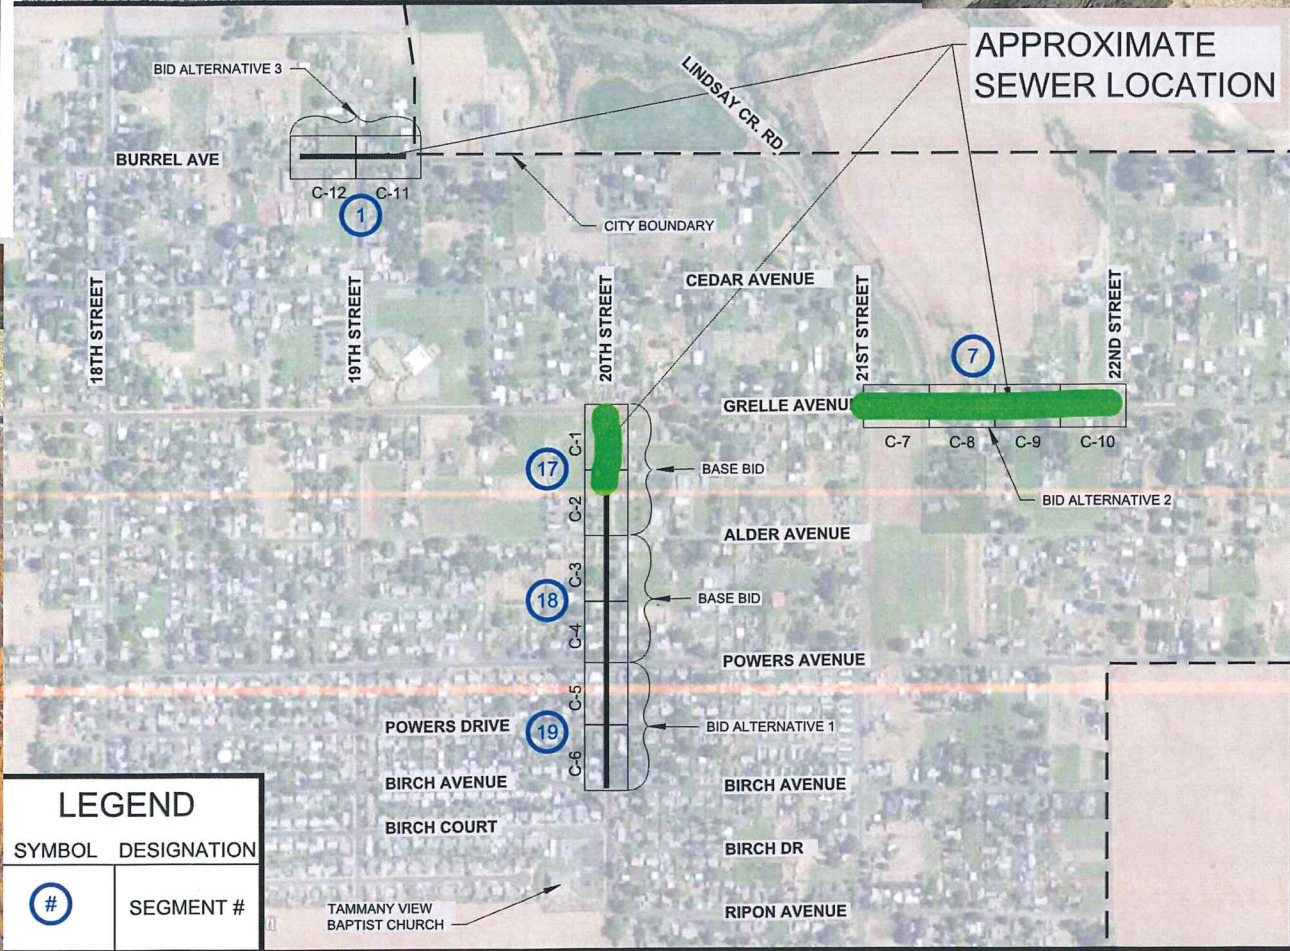 APPROXIMATE
SEWER LOCATION
BID ALTERNATIVE 3
LINDSAY CR. RD
BURREL AVE
C-12
C-11
1
CITY BOUNDARY
CEDAR AVENUE
18TH STREET
19TH STREET
20TH STREET
21ST STREET
22ND STREET
7
GRELLE AVENU
C-7
C-8
C-9
C-10
BID ALTERNATIVE 2
C-1
17
BASE BID
C-2
ALDER AVENUE
C-3
18
BASE BID
C-4
POWERS AVENUE
C-5
POWERS DRIVE
19
BID ALTERNATIVE 1
C-6
BIRCH AVENUE
BIRCH AVENUE
BIRCH COURT
BIRCH DR
TAMMANY VIEW
BAPTIST CHURCH
RIPON AVENUE
LEGEND
SYMBOL DESIGNATION
# SEGMENT #